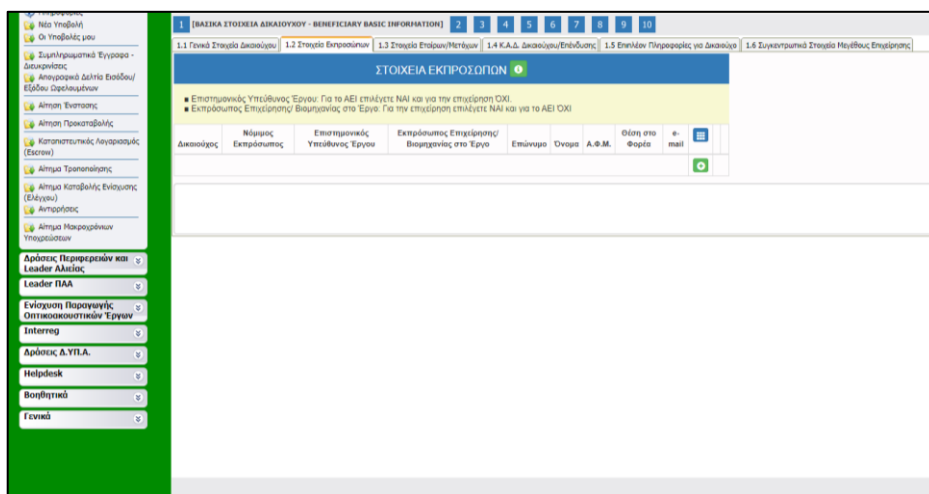 Νέα Υποβολή
Οι Υποβολές μου
Συμπληρωματικά Έγγραφα -
Διευκρινίσεις
Απογραφικά Δελτία Εισόδου/
Εξόδου Ωφελουμένων
Αίτηση Ένστασης
Αίτηση Προκαταβολής
Καταπιστευτικός Λογαριασμός
(Escrow)
Αίτημα Τροποποίησης
Αίτημα Καταβολής Ενίσχυσης
(Ελέγχου)
Αντιρρήσεις
Αίτημα Μακροχρόνιων
Υποχρεώσεων
Δράσεις Περιφερειών και
Leader Αλιείας
Leader ΠΑΑ
Ενίσχυση Παραγωγής
Οπτικοακουστικών Έργων
Interreg
Δράσεις Δ.ΥΠ.Α.
Helpdesk
Βοηθητικά
Γενικά
1 [ΒΑΣΙΚΑ ΣΤΟΙΧΕΙΑ ΔΙΚΑΙΟΥΧΟΥ - BENEFICIARY BASIC INFORMATION] 2 3 4 5 6 7 8 9 10
1.1 Γενικά Στοιχεία Δικαιούχου 1.2 Στοιχεία Εκπροσώπων 1.3 Στοιχεία Εταίρων/Μετόχων 1.4 Κ.Α.Δ. Δικαιούχου/Επένδυσης 1.5 Επιπλέον Πληροφορίες για Δικαιούχο 1.6 Συγκεντρωτικά Στοιχεία Μεγέθους Επιχείρησης
ΣΤΟΙΧΕΙΑ ΕΚΠΡΟΣΩΠΩΝ
Επιστημονικός Υπεύθυνος Έργου: Για το ΑΕΙ επιλέγετε ΝΑΙ και για την επιχείρηση ΌΧΙ.
Εκπρόσωπος Επιχείρησης/ Βιομηχανίας στο Έργο: Για την επιχείρηση επιλέγετε ΝΑΙ και για το ΑΕΙ ΌΧΙ
Δικαιούχος Νόμιμος Εκπρόσωπος Επιστημονικός Υπεύθυνος Έργου Εκπρόσωπος Επιχείρησης/ Βιομηχανίας στο Έργο Επώνυμο Όνομα Α.Φ.Μ. Θέση στο Φορέα e-mail